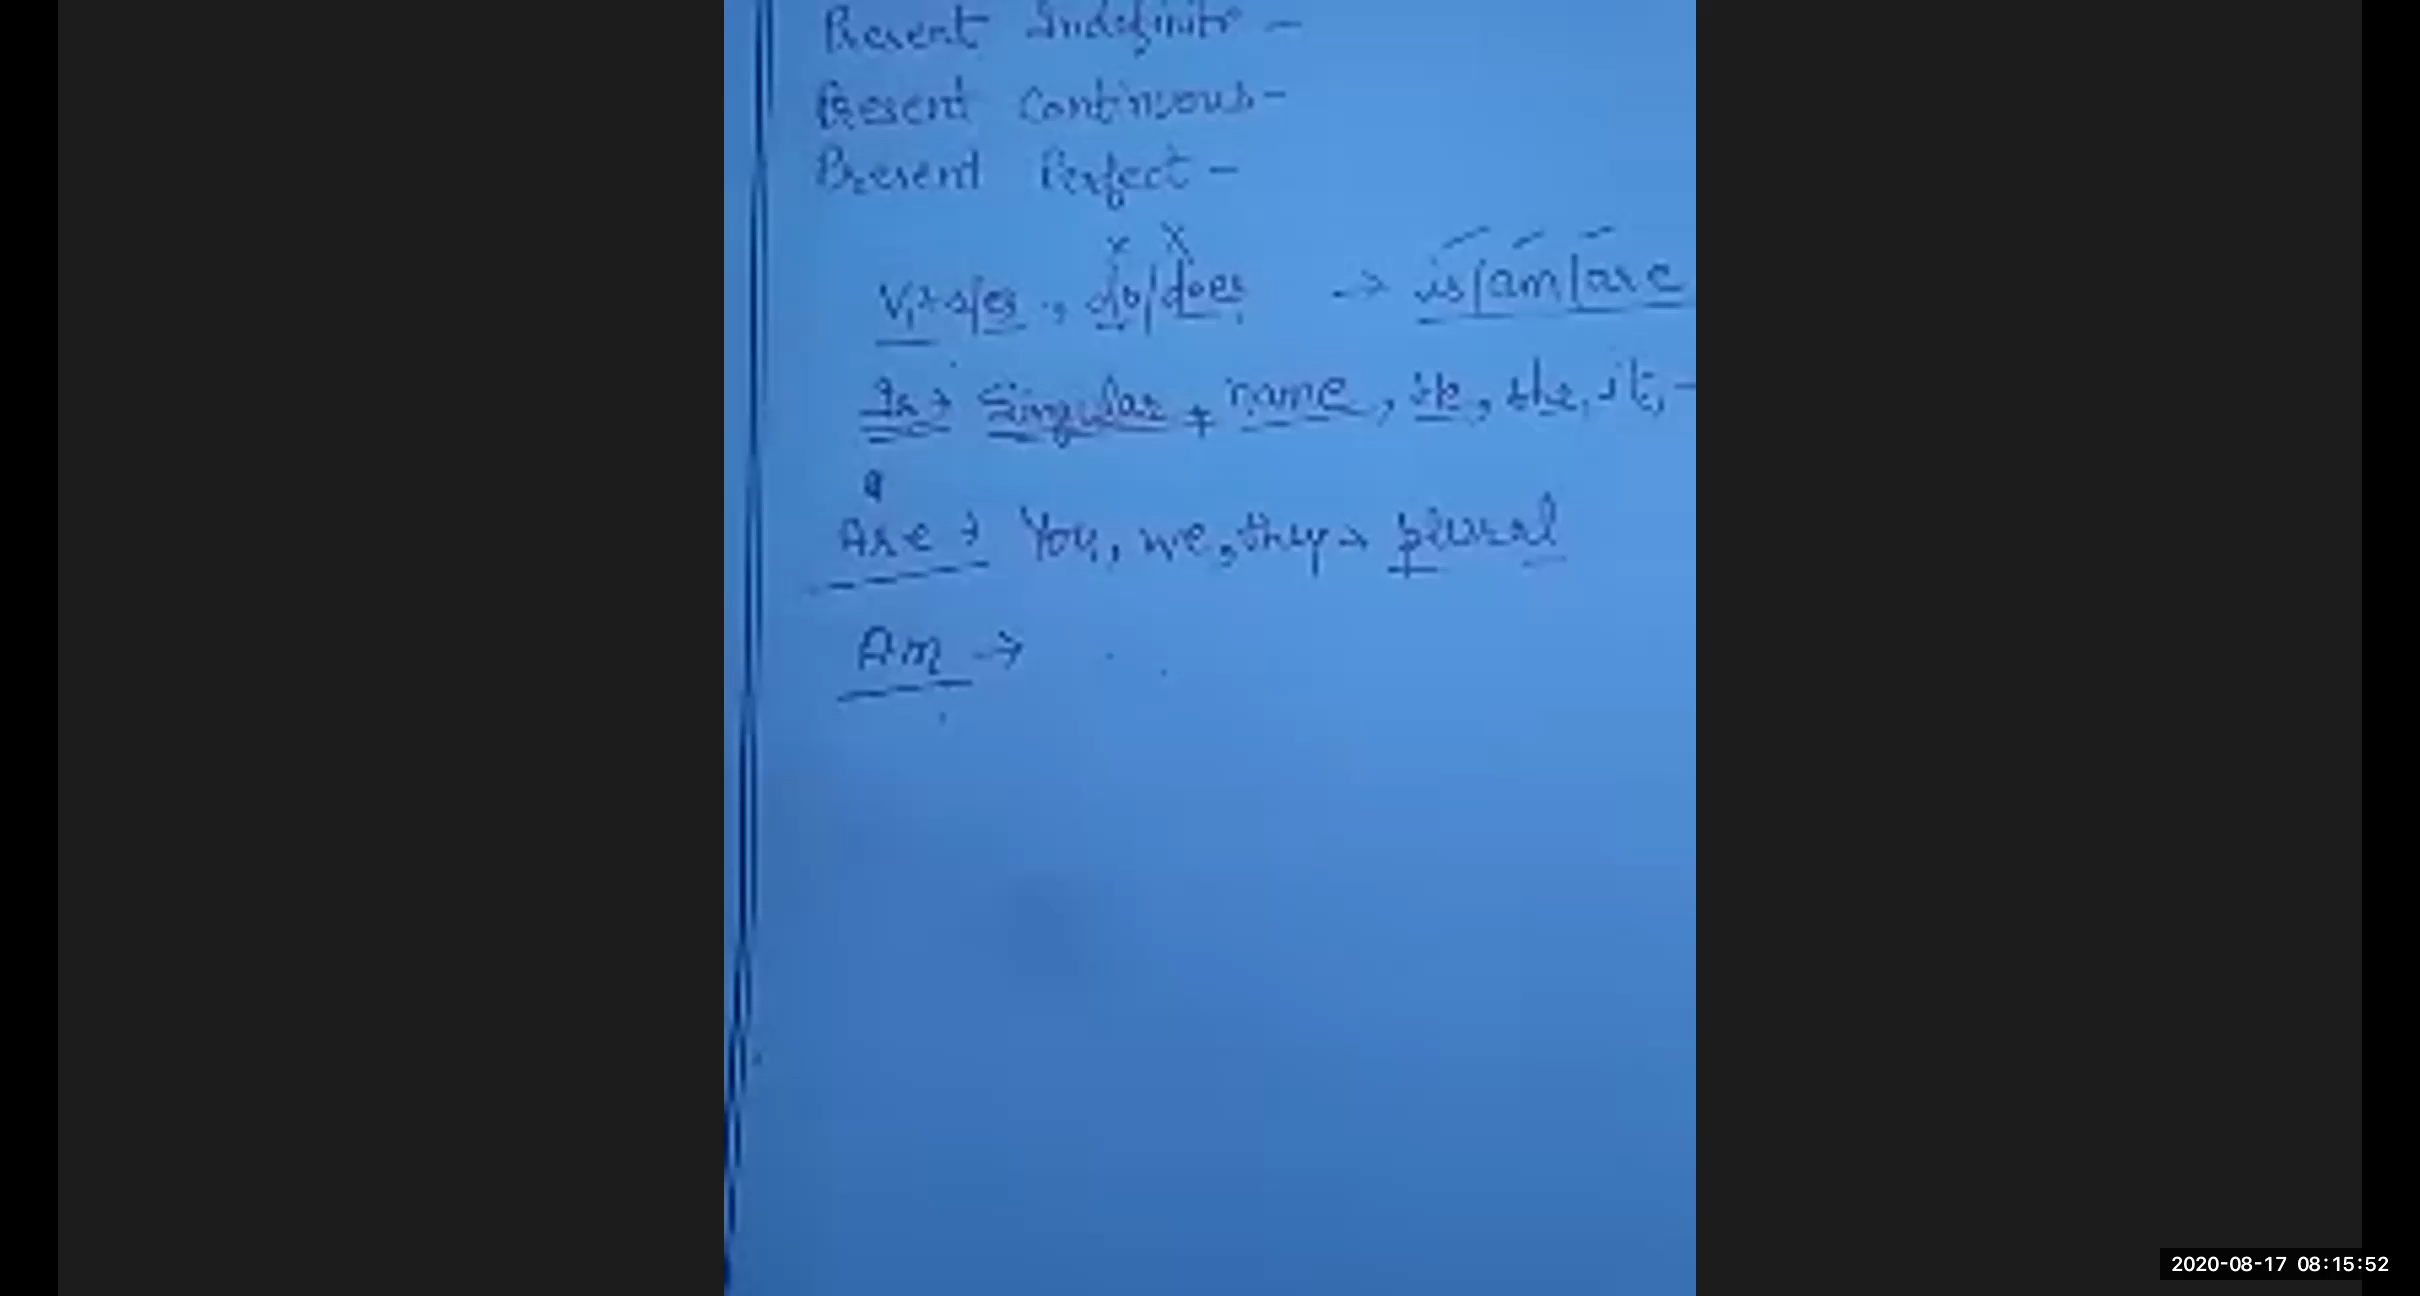 Present Indefinite -
Present Continuous -
Present Perfect -
x x
V1+s/es, do/does → is/am/are
Is → Singular + name, he, she, it, -
Are → You, we, they → plural
Am →
2020-08-17 08:15:52